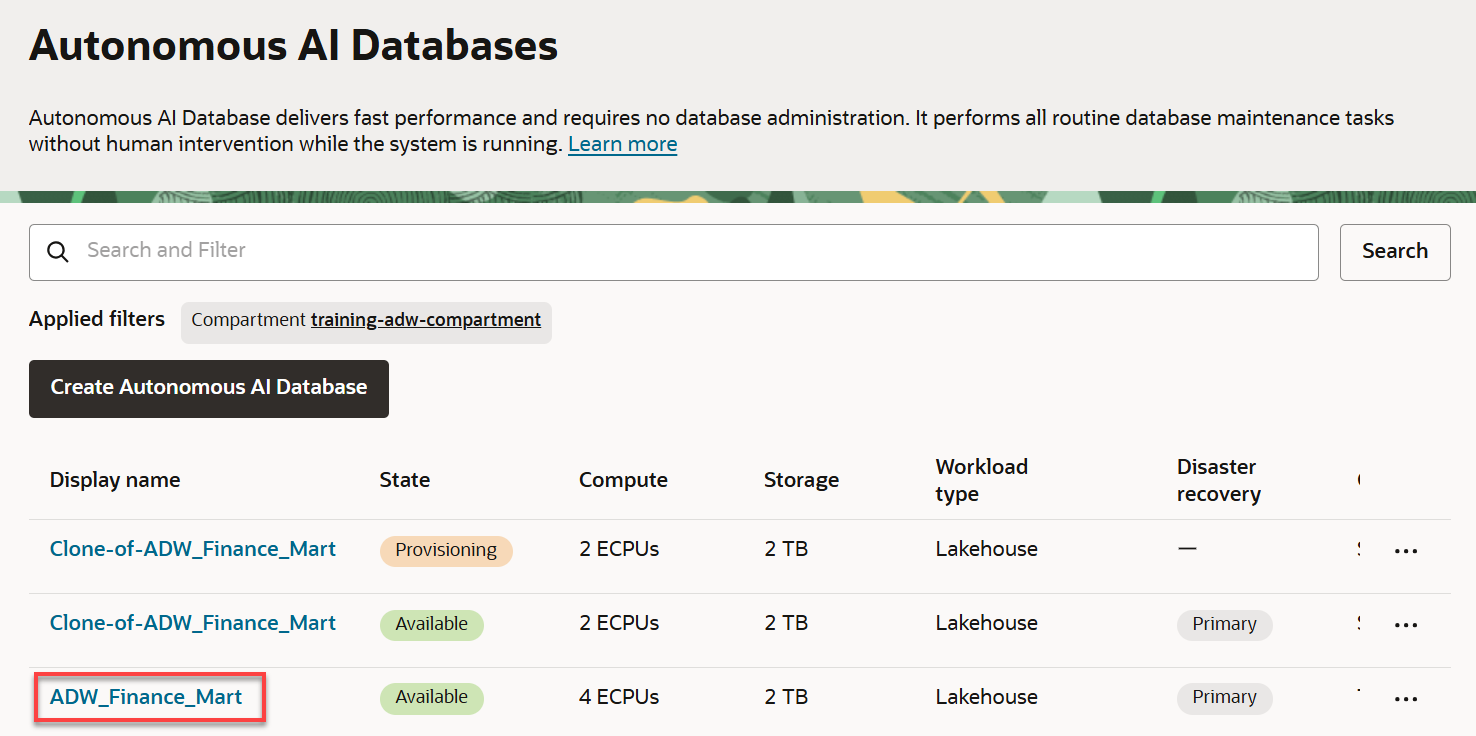 Autonomous AI Databases
Autonomous AI Database delivers fast performance and requires no database administration. It performs all routine database maintenance tasks
without human intervention while the system is running. Learn more
Search and Filter
Search
Applied filters
Compartment training-adw-compartment
Create Autonomous AI Database
Display name State Compute Storage Workload type Disaster recovery
Clone-of-ADW_Finance_Mart Provisioning 2 ECPUs 2 TB Lakehouse —
Clone-of-ADW_Finance_Mart Available 2 ECPUs 2 TB Lakehouse Primary
ADW_Finance_Mart Available 4 ECPUs 2 TB Lakehouse Primary